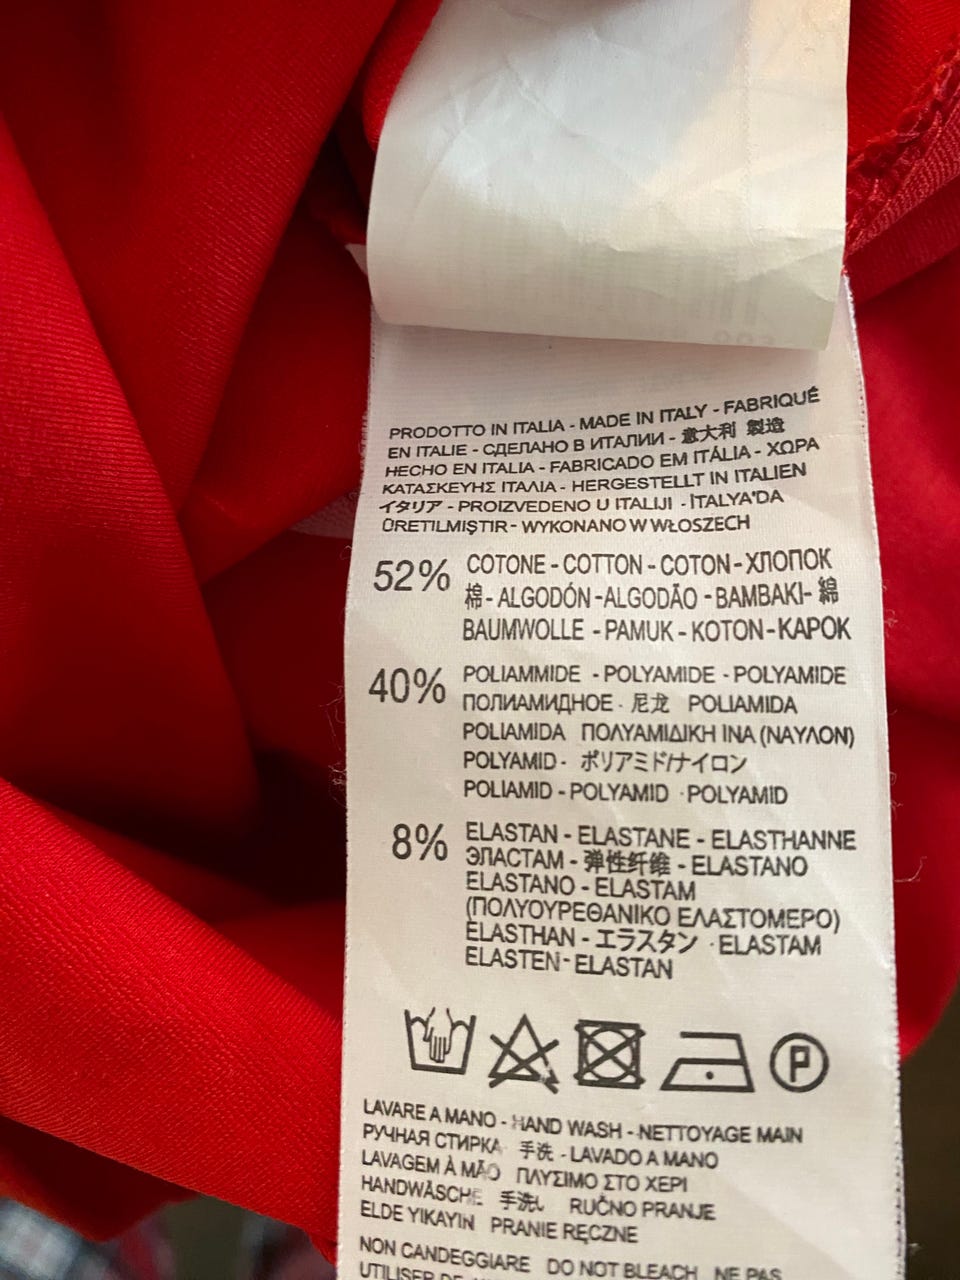 PRODOTTO IN ITALIA - MADE IN ITALY - FABRIQUÉ
EN ITALIE - СДЕЛАНО В ИТАЛИИ - 意大利 製造
HECHO EN ITALIA - FABRICADO EM ITÁLIA - ΧΩΡΑ
ΚΑΤΑΣΚΕΥΗΣ ΙΤΑΛΙΑ - HERGESTELLT IN ITALIEN
イタリア - PROIZVEDENO U ITALIJI - İTALYA'DA
ÜRETILMIŞTIR - WYKONANO W WŁOSZECH
52% COTONE - COTTON - COTON - ХЛОПОК
棉 - ALGODÓN - ALGODÃO - BAMBAKI - 綿
BAUMWOLLE - PAMUK - KOTON - KAPOK
40% POLIAMMIDE - POLYAMIDE - POLYAMIDE
ПОЛИАМИДНОЕ - 尼龙 POLIAMIDA
POLIAMIDA ΠΟΛΥΑΜΙΔΙΚΗ ΙΝΑ (ΝΑΥΛΟΝ)
POLYAMID - ポリアミド/ナイロン
POLIAMID - POLYAMID - POLYAMID
8% ELASTAN - ELASTANE - ELASTHANNE
ЭЛАСТАМ - 弹性纤维 - ELASTANO
ELASTANO - ELASTAM
(ΠΟΛΥΟΥΡΕΘΑΝΙΚΟ ΕΛΑΣΤΟΜΕΡΟ)
ELASTHAN - エラスタン - ELASTAM
ELASTEN - ELASTAN
P
LAVARE A MANO - HAND WASH - NETTOYAGE MAIN
РУЧНАЯ СТИРКА 手洗 - LAVADO A MANO
LAVAGEM À MÃO ΠΛΥΣΙΜΟ ΣΤΟ ΧΕΡΙ
HANDWÄSCHE 手洗い RUČNO PRANJE
ELDE YIKAYIN PRANIE RĘCZNE
NON CANDEGGIARE DO NOT BLEACH NE PAS
UTILISER DE